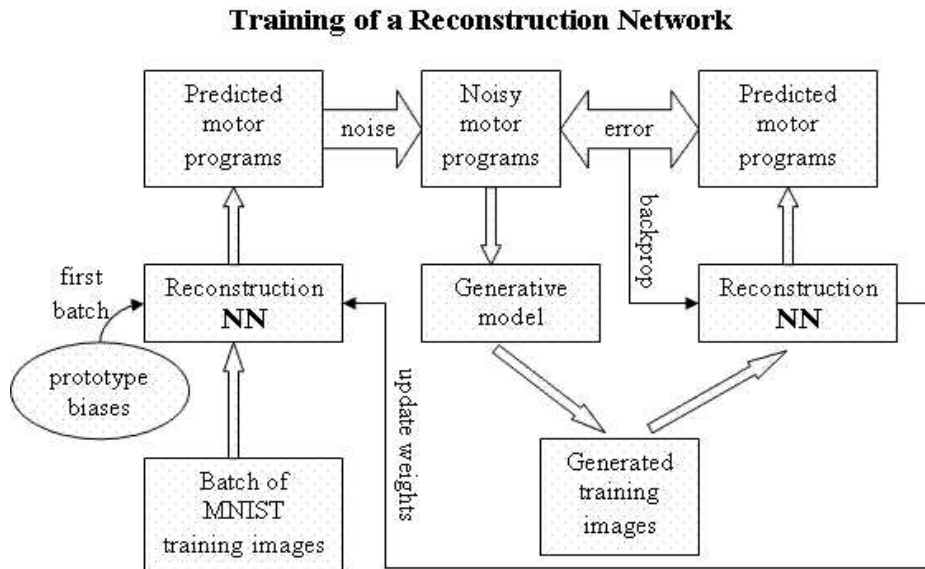 Training of a Reconstruction Network
Predicted
motor
programs
noise
Noisy
motor
programs
error
Predicted
motor
programs
backprop
first
batch
Reconstruction
NN
Generative
model
Reconstruction
NN
prototype
biases
update weights
Batch of
MNIST
training images
Generated
training
images